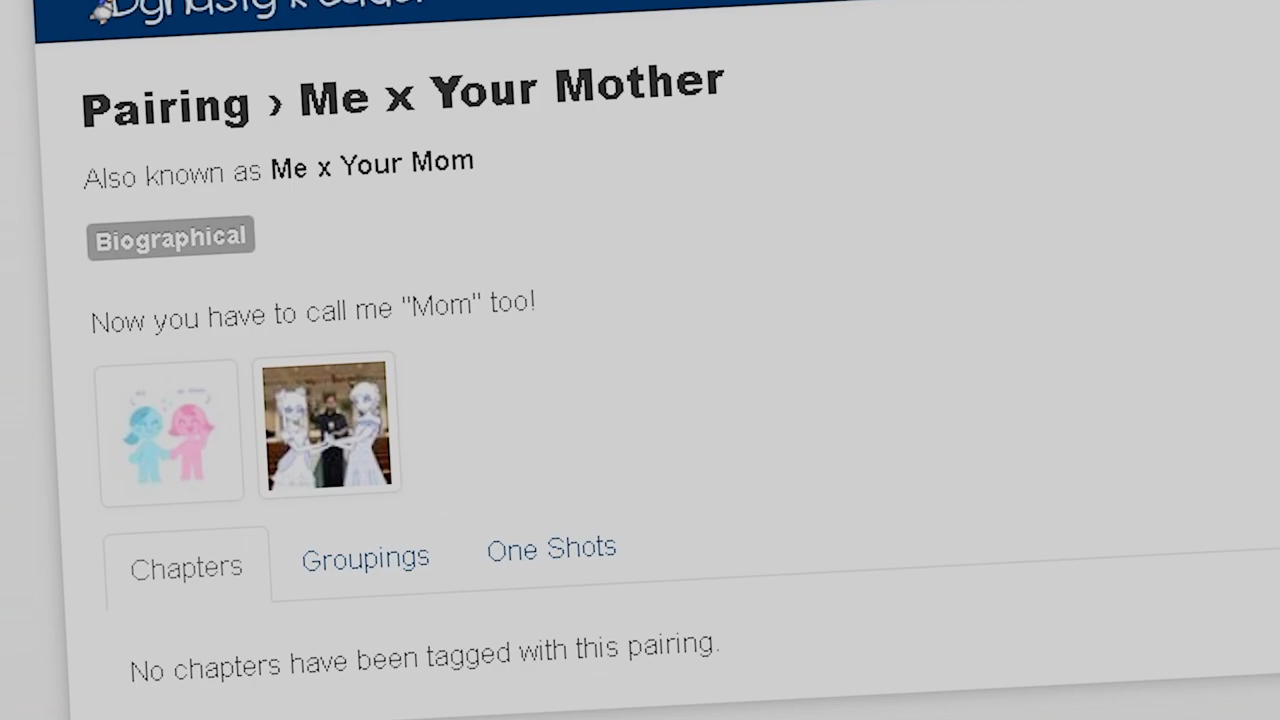 Pairing › Me x Your Mother
Also known as Me x Your Mom
Biographical
Now you have to call me "Mom" too!
Chapters
Groupings
One Shots
No chapters have been tagged with this pairing.